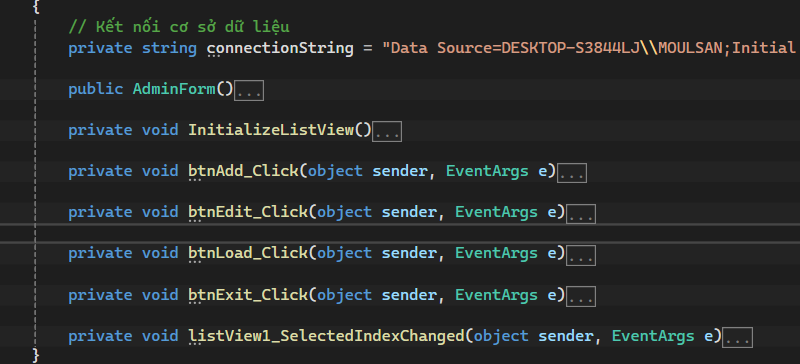 {
// Kết nối cơ sở dữ liệu
private string connectionString = "Data Source=DESKTOP-S3844LJ\\MOULSAN;Initial
public AdminForm()...
private void InitializeListView()...
private void btnAdd_Click(object sender, EventArgs e)...
private void btnEdit_Click(object sender, EventArgs e)...
private void btnLoad_Click(object sender, EventArgs e)...
private void btnExit_Click(object sender, EventArgs e)...
private void listView1_SelectedIndexChanged(object sender, EventArgs e)...
}